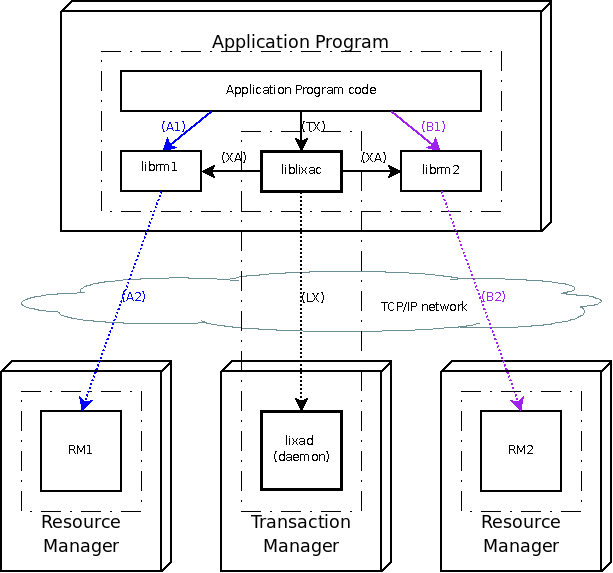 Application Program
Application Program code
(A1)
(TX)
(B1)
librm1
(XA)
liblixac
(XA)
librm2
(A2)
(LX)
(B2)
TCP/IP network
RM1
lixad
(daemon)
RM2
Resource
Manager
Transaction
Manager
Resource
Manager